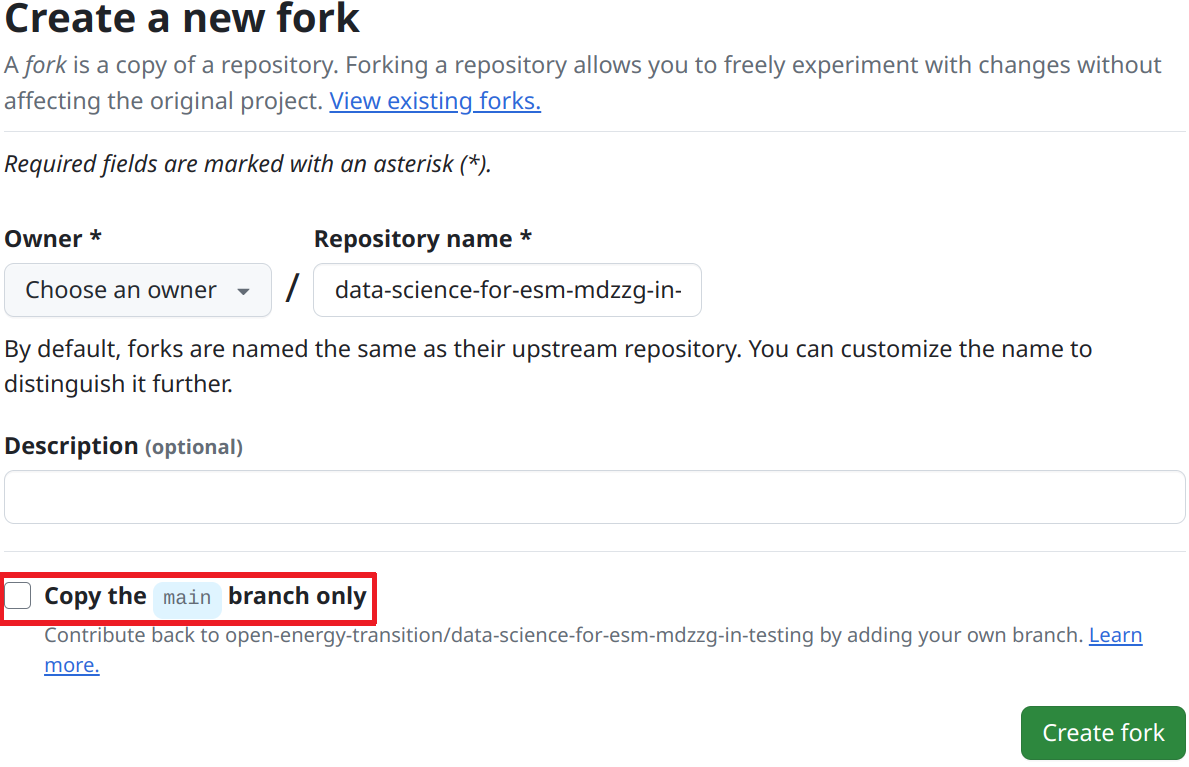 Create a new fork
A fork is a copy of a repository. Forking a repository allows you to freely experiment with changes without
affecting the original project. View existing forks.
Required fields are marked with an asterisk (*).
Owner * Repository name *
Choose an owner / data-science-for-esm-mdzzg-in-
By default, forks are named the same as their upstream repository. You can customize the name to
distinguish it further.
Description (optional)
Copy the main branch only
Contribute back to open-energy-transition/data-science-for-esm-mdzzg-in-testing by adding your own branch. Learn
more.
Create fork